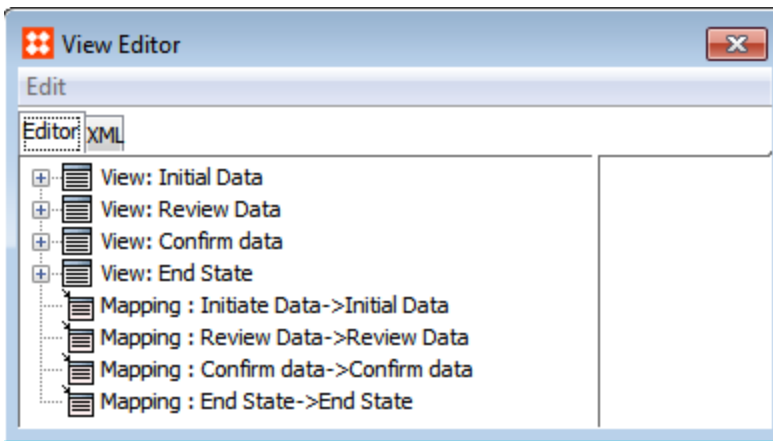 View Editor
Edit
Editor XML
View: Initial Data
View: Review Data
View: Confirm data
View: End State
Mapping : Initiate Data->Initial Data
Mapping : Review Data->Review Data
Mapping : Confirm data->Confirm data
Mapping : End State->End State